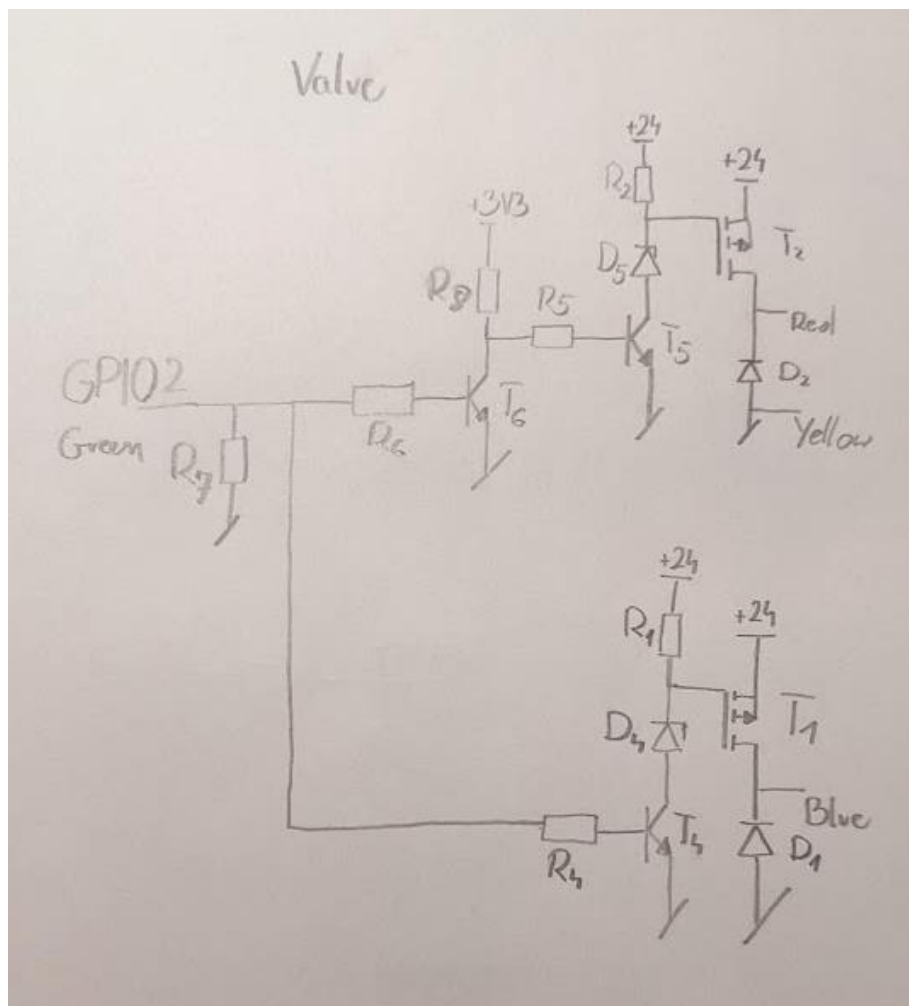 Valve
+24
+24
R2
+3V3
T2
D5
R8
R5
Red
T5
D2
GPIO2
T6
Yellow
R6
Green
R7
+24
+24
R1
T1
D4
Blue
T4
D1
R4